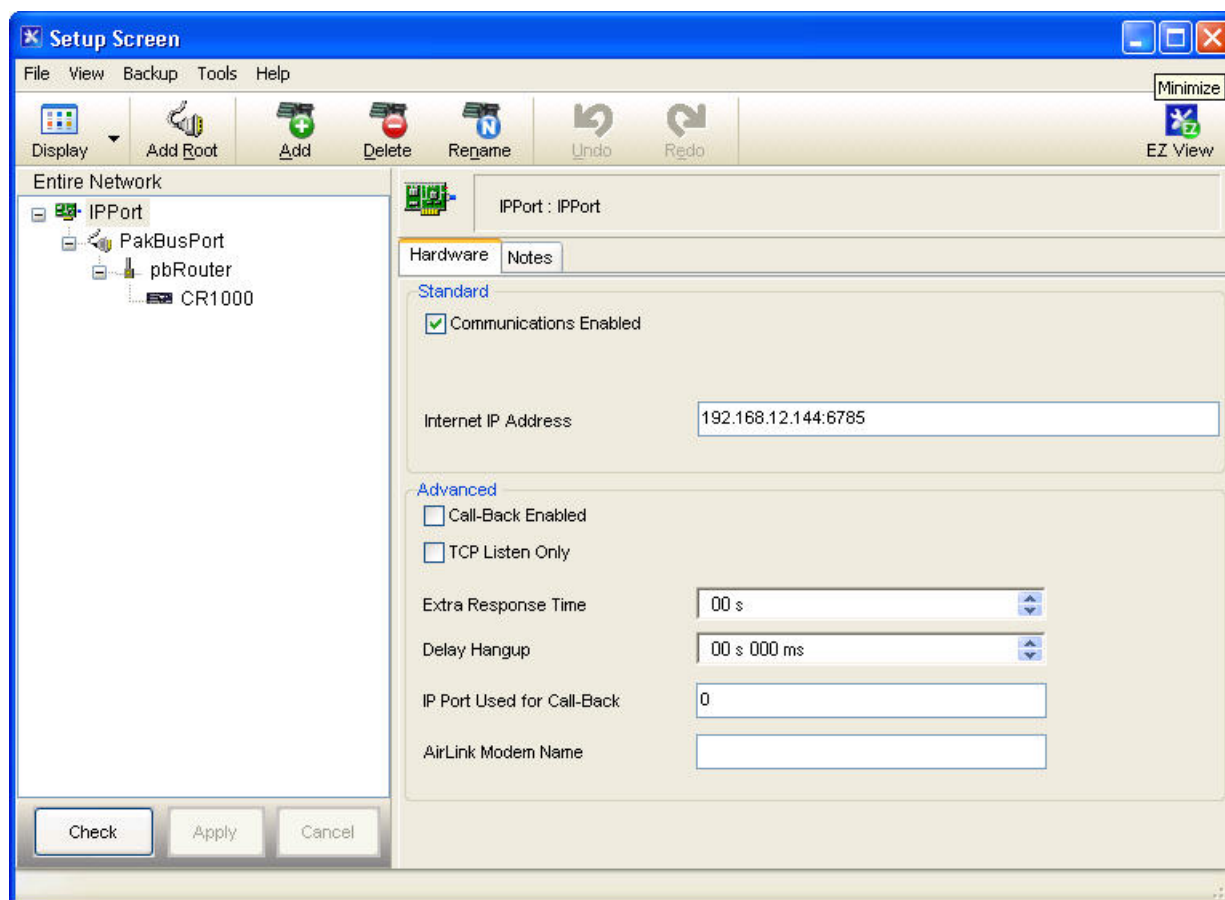 Setup Screen
File View Backup Tools Help
Minimize
Display Add Root Add Delete Rename Undo Redo EZ View
Entire Network
IPPort
PakBusPort
pbRouter
CR1000
IPPort : IPPort
Hardware Notes
Standard
Communications Enabled
Internet IP Address 192.168.12.144:6785
Advanced
Call-Back Enabled
TCP Listen Only
Extra Response Time 00 s
Delay Hangup 00 s 000 ms
IP Port Used for Call-Back 0
AirLink Modem Name
Check Apply Cancel